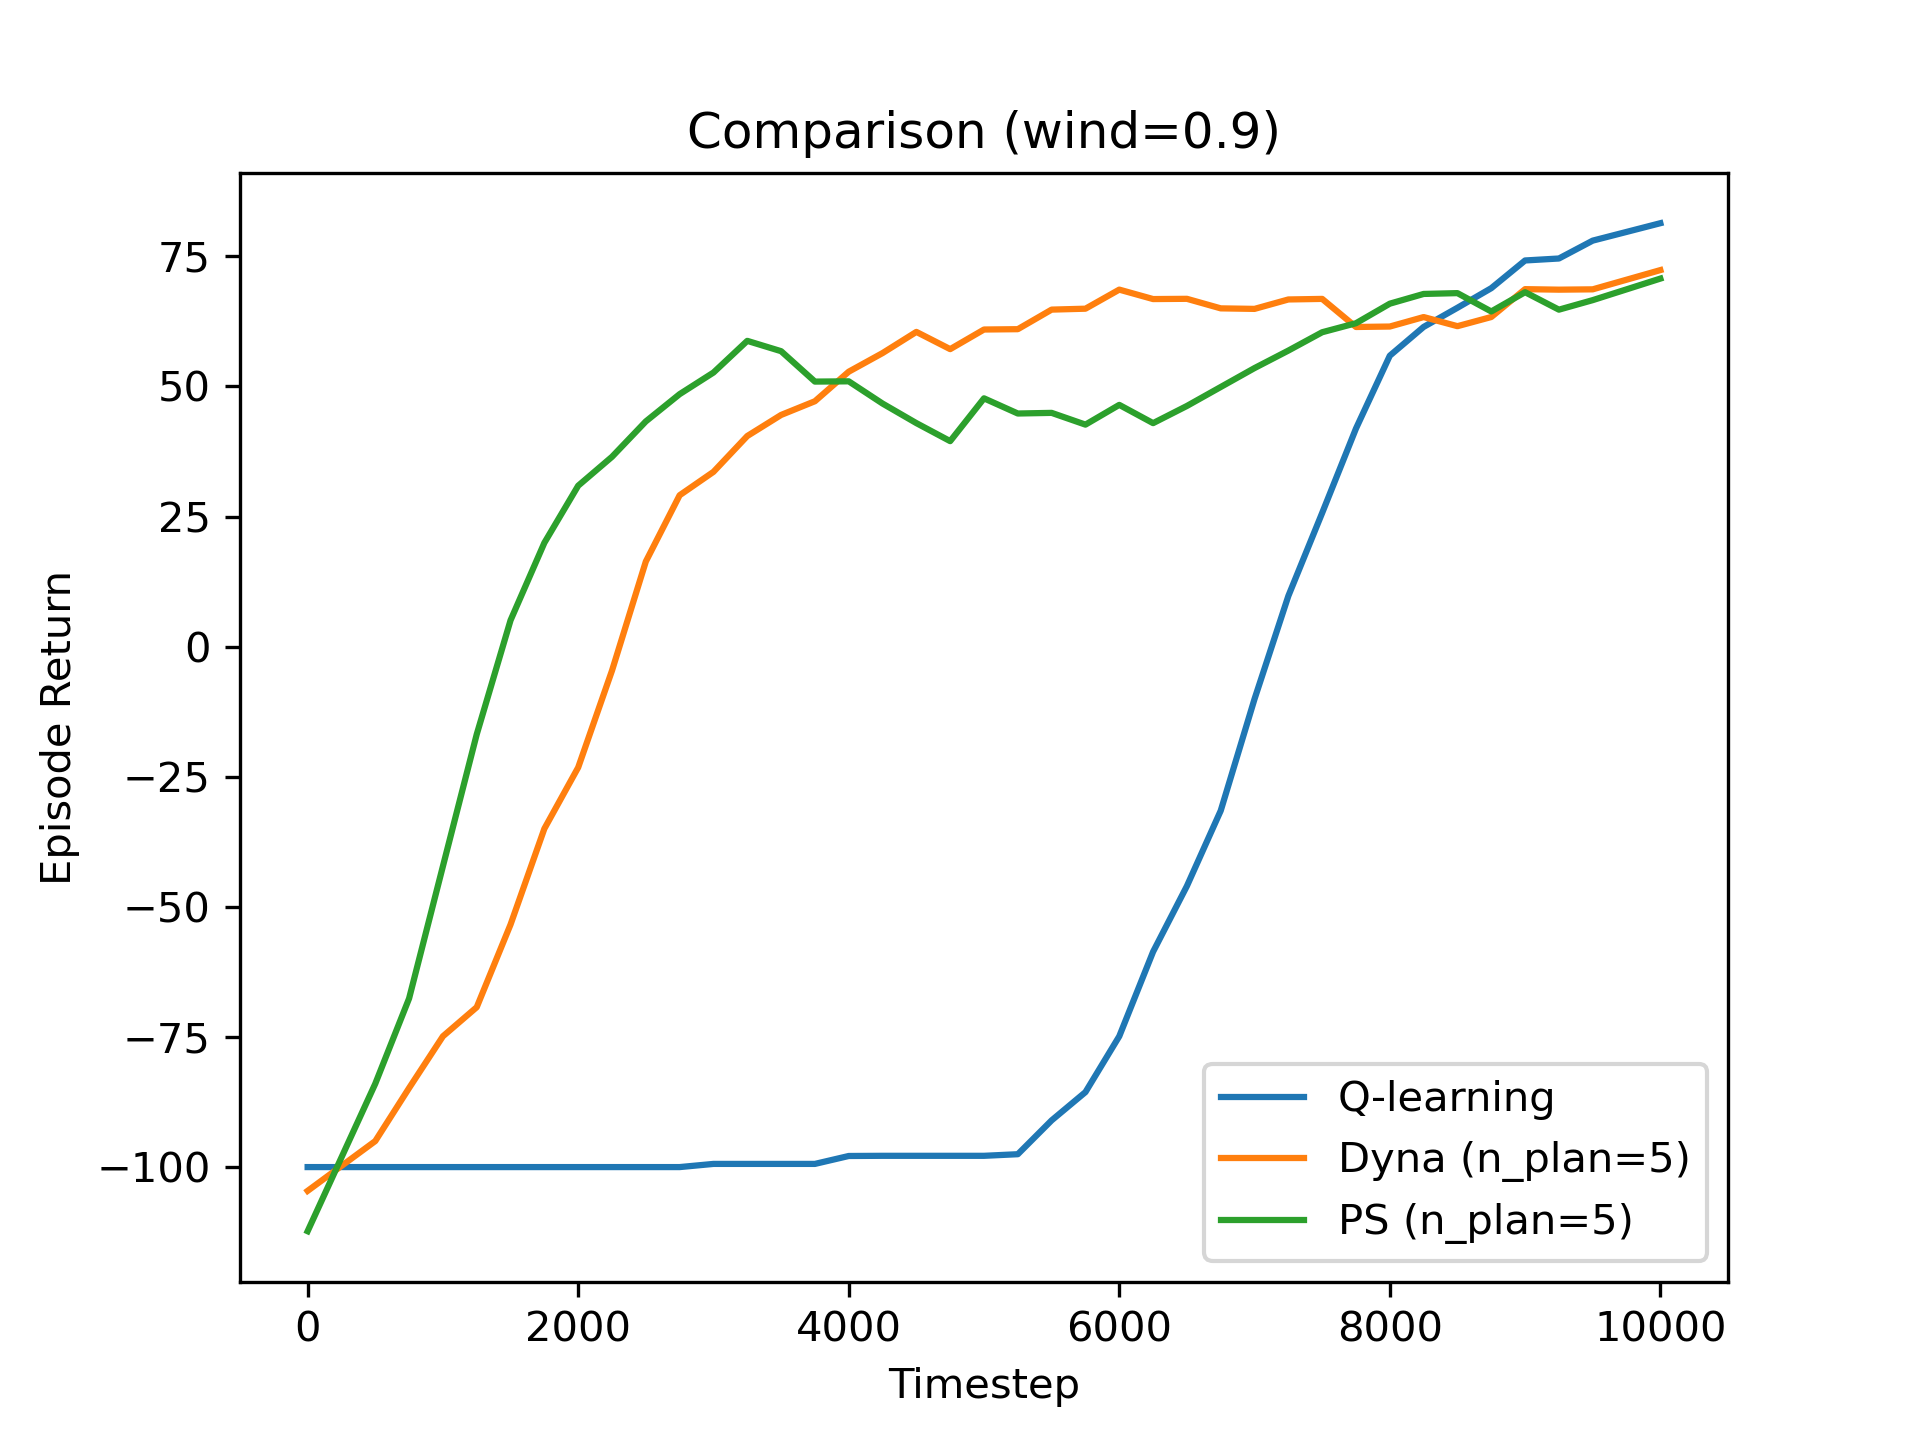 Comparison (wind=0.9)
75
50
25
0
−25
−50
−75
−100
Episode Return
Q-learning
Dyna (n_plan=5)
PS (n_plan=5)
0 2000 4000 6000 8000 10000
Timestep